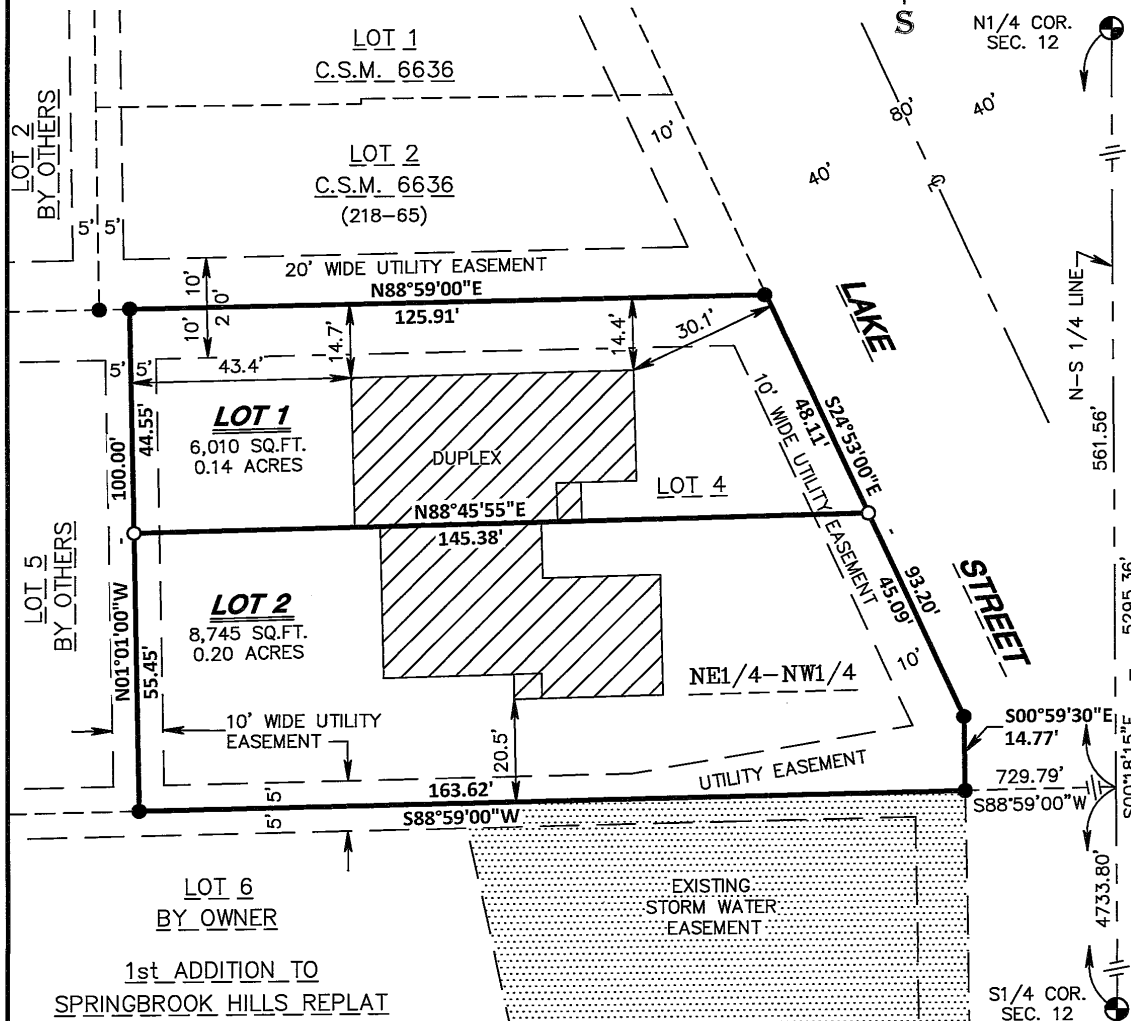 S
N1/4 COR.
SEC. 12
LOT 1
C.S.M. 6636
LOT 2
BY OTHERS
LOT 2
C.S.M. 6636
(218-65)
10'
80'
40'
40'
5' 5'
20' WIDE UTILITY EASEMENT
N88°59'00"E
125.91'
10'
10'
20'
14.7'
14.4'
30.1'
LAKE
N-S 1/4 LINE
5' 5'
43.4'
LOT 1
6,010 SQ.FT.
0.14 ACRES
100.00'
44.55'
DUPLEX
10' WIDE UTILITY EASEMENT
48.11'
S24°53'00"E
561.56'
LOT 4
N88°45'55"E
145.38'
LOT 5
BY OTHERS
LOT 2
8,745 SQ.FT.
0.20 ACRES
N01°01'00"W
55.45'
93.20'
45.09'
STREET
5295.36'
10'
NE1/4-NW1/4
10' WIDE UTILITY
EASEMENT
20.5'
S00°59'30"E
14.77'
S00°18'15"E
UTILITY EASEMENT
729.79'
S88°59'00"W
163.62'
S88°59'00"W
5'
5'
LOT 6
BY OWNER
EXISTING
STORM WATER
EASEMENT
4733.80'
1st ADDITION TO
SPRINGBROOK HILLS REPLAT
S1/4 COR.
SEC. 12